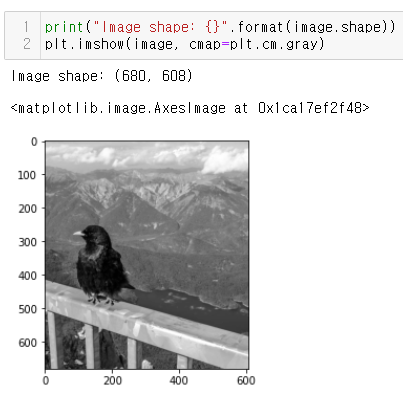 1 print("Image shape: {}".format(image.shape))
2 plt.imshow(image, cmap=plt.cm.gray)
Image shape: (680, 608)
<matplotlib.image.AxesImage at 0x1ca17ef2f48>
0
100
200
300
400
500
600
0 200 400 600